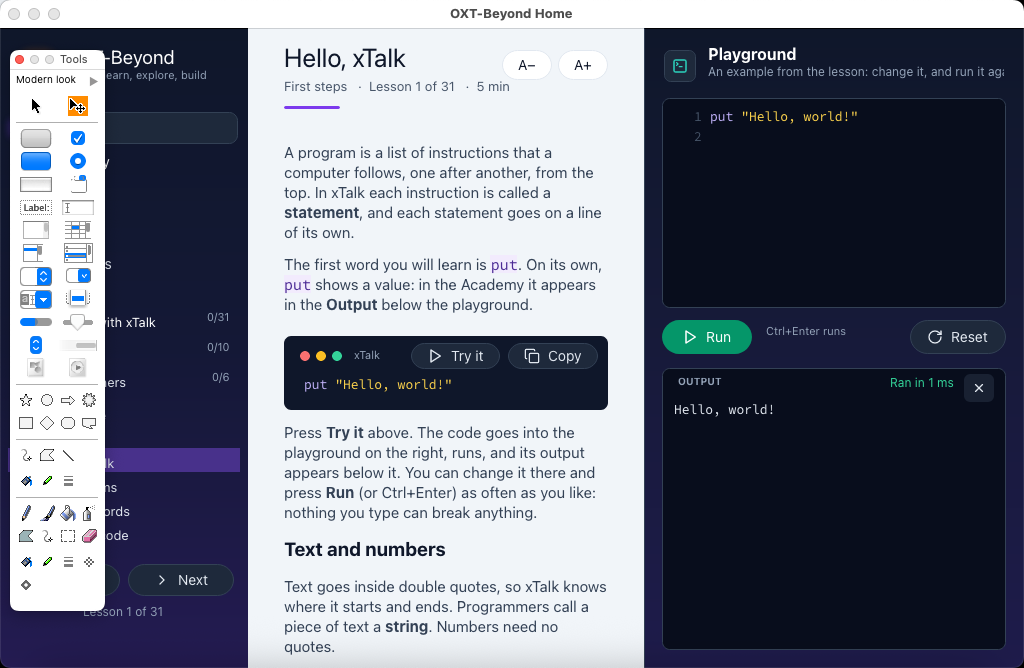 OXT-Beyond Home
Tools
Modern look
Label:
-Beyond
earn, explore, build
ith xTalk
0/31
0/10
ners
0/6
lk
ms
ords
ode
Next
Lesson 1 of 31
Hello, xTalk
A−
A+
First steps · Lesson 1 of 31 · 5 min
A program is a list of instructions that a
computer follows, one after another, from the
top. In xTalk each instruction is called a
statement, and each statement goes on a line
of its own.
The first word you will learn is put. On its own,
put shows a value: in the Academy it appears
in the Output below the playground.
xTalk
Try it
Copy
put "Hello, world!"
Press Try it above. The code goes into the
playground on the right, runs, and its output
appears below it. You can change it there and
press Run (or Ctrl+Enter) as often as you like:
nothing you type can break anything.
Text and numbers
Text goes inside double quotes, so xTalk knows
where it starts and ends. Programmers call a
piece of text a string. Numbers need no
quotes.
Playground
An example from the lesson: change it, and run it aga
1 put "Hello, world!"
2
Run
Ctrl+Enter runs
Reset
OUTPUT
Ran in 1 ms
Hello, world!